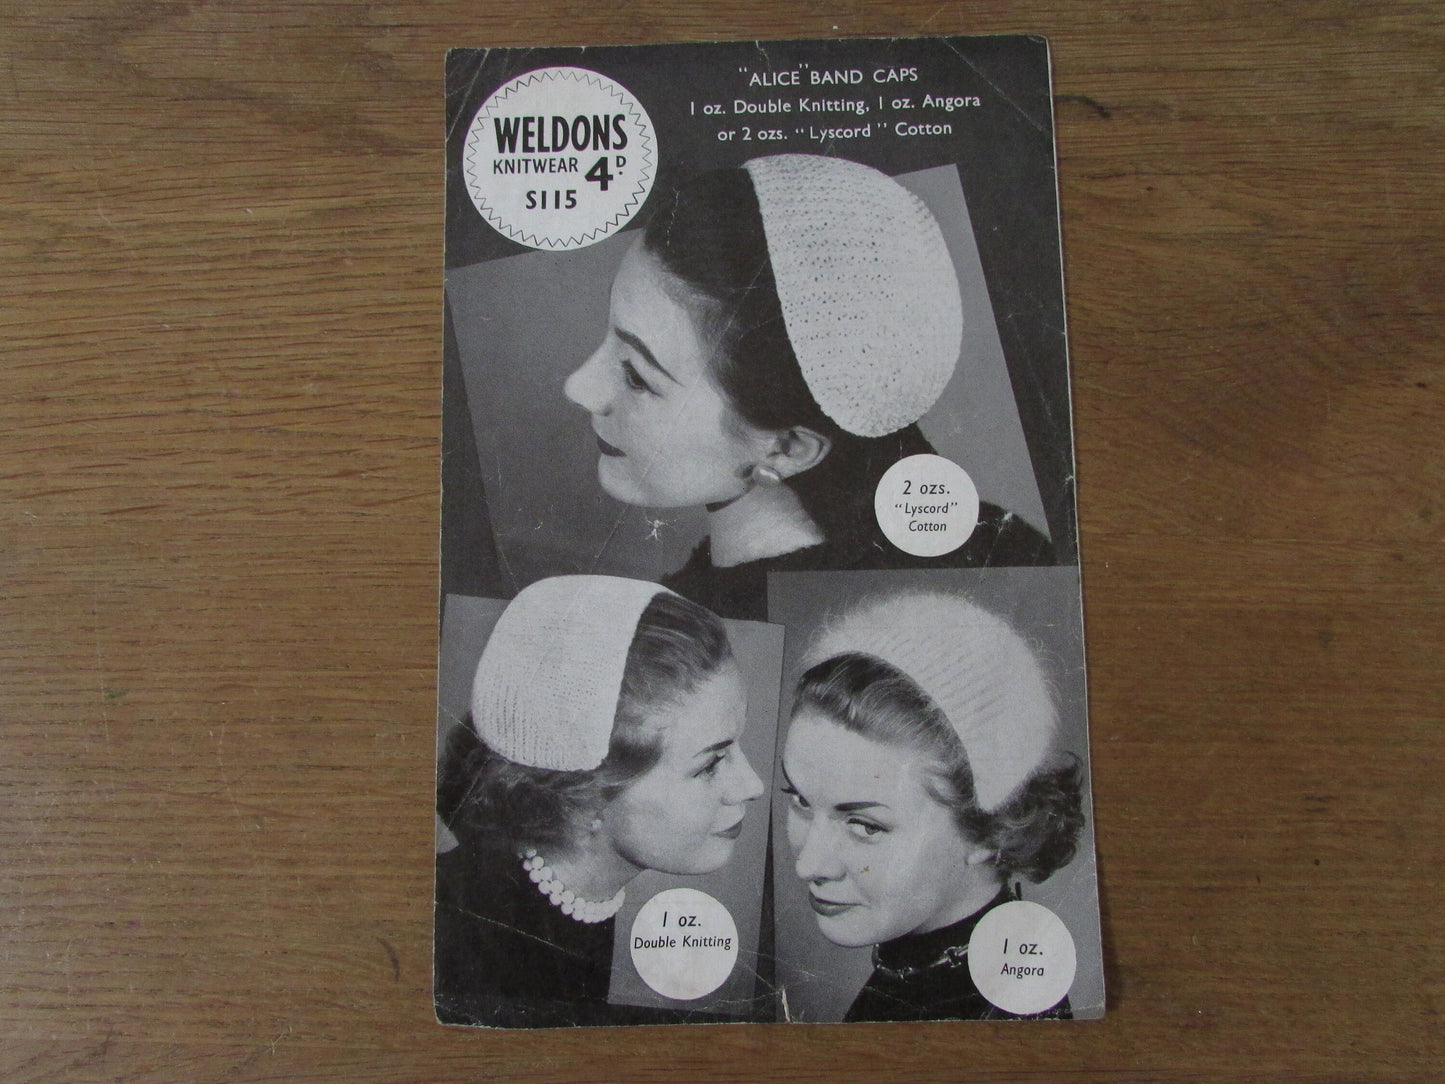 WELDONS
KNITWEAR 4D.
S115
"ALICE" BAND CAPS
1 oz. Double Knitting, 1 oz. Angora
or 2 ozs. "Lyscord" Cotton
2 ozs.
"Lyscord"
Cotton
1 oz.
Double Knitting
1 oz.
Angora